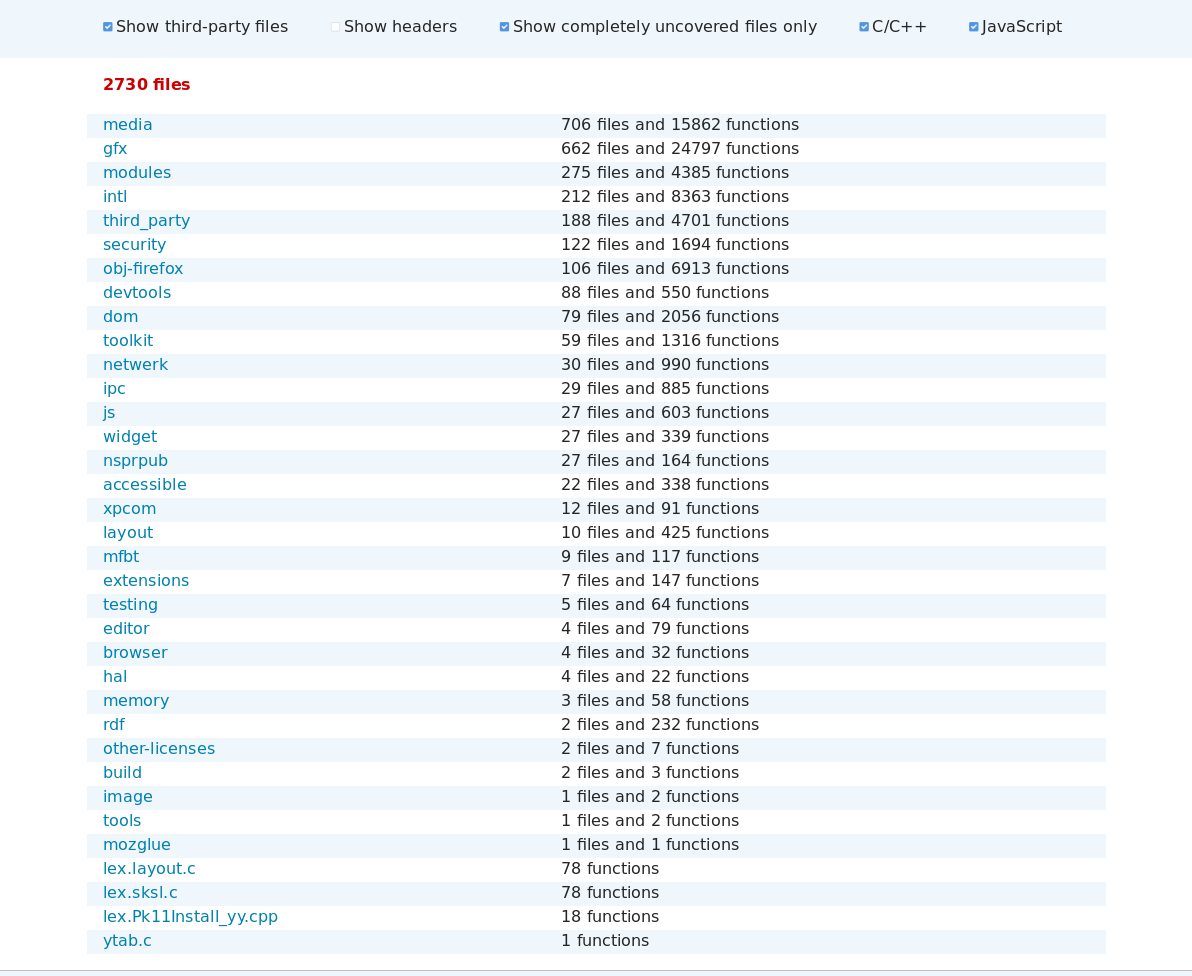 Show third-party files Show headers Show completely uncovered files only C/C++ JavaScript
2730 files
media 706 files and 15862 functions
gfx 662 files and 24797 functions
modules 275 files and 4385 functions
intl 212 files and 8363 functions
third_party 188 files and 4701 functions
security 122 files and 1694 functions
obj-firefox 106 files and 6913 functions
devtools 88 files and 550 functions
dom 79 files and 2056 functions
toolkit 59 files and 1316 functions
netwerk 30 files and 990 functions
ipc 29 files and 885 functions
js 27 files and 603 functions
widget 27 files and 339 functions
nsprpub 27 files and 164 functions
accessible 22 files and 338 functions
xpcom 12 files and 91 functions
layout 10 files and 425 functions
mfbt 9 files and 117 functions
extensions 7 files and 147 functions
testing 5 files and 64 functions
editor 4 files and 79 functions
browser 4 files and 32 functions
hal 4 files and 22 functions
memory 3 files and 58 functions
rdf 2 files and 232 functions
other-licenses 2 files and 7 functions
build 2 files and 3 functions
image 1 files and 2 functions
tools 1 files and 2 functions
mozglue 1 files and 1 functions
lex.layout.c 78 functions
lex.sksl.c 78 functions
lex.Pk11Install_yy.cpp 18 functions
ytab.c 1 functions